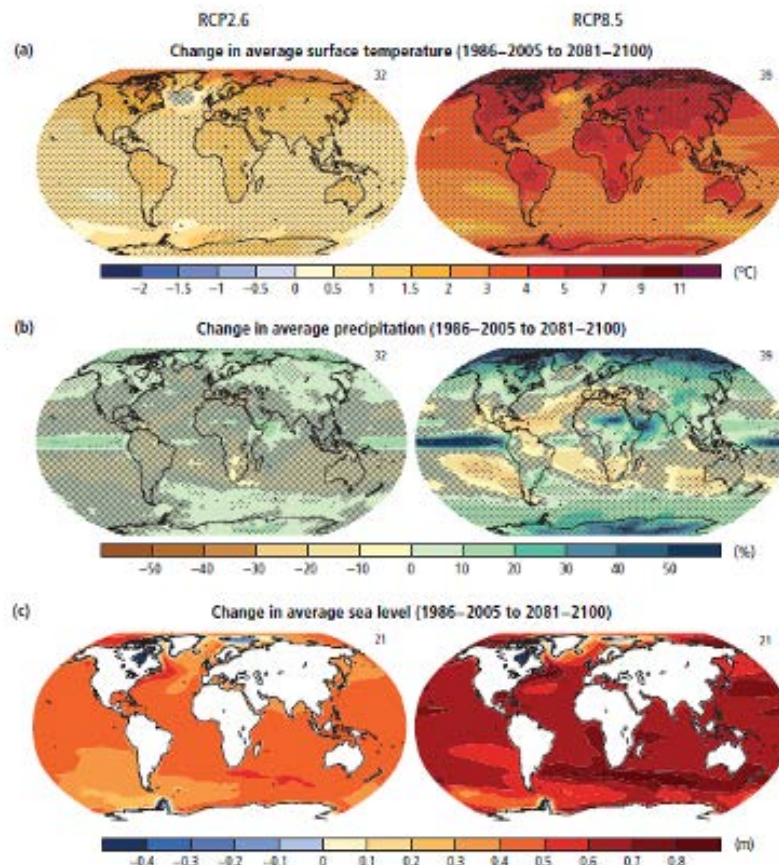 RCP2.6 RCP8.5
(a) Change in average surface temperature (1986–2005 to 2081–2100)
32 39
(°C)
−2 −1.5 −1 −0.5 0 0.5 1 1.5 2 3 4 5 7 9 11
(b) Change in average precipitation (1986–2005 to 2081–2100)
32 39
(%)
−50 −40 −30 −20 −10 0 10 20 30 40 50
(c) Change in average sea level (1986–2005 to 2081–2100)
21 21
(m)
−0.4 −0.3 −0.2 −0.1 0 0.1 0.2 0.3 0.4 0.5 0.6 0.7 0.8